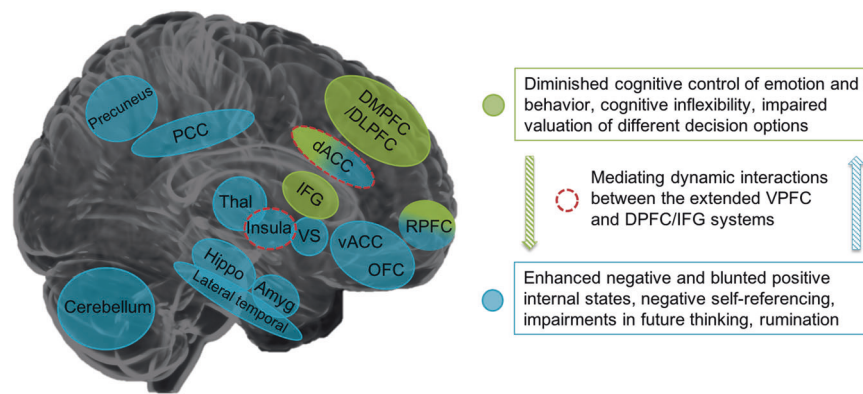 Precuneus
PCC
DMPFC
/DLPFC
dACC
IFG
Thal
Insula
VS
vACC
OFC
RPFC
Hippo
Amyg
Lateral temporal
Cerebellum
Diminished cognitive control of emotion and
behavior, cognitive inflexibility, impaired
valuation of different decision options
Mediating dynamic interactions
between the extended VPFC
and DPFC/IFG systems
Enhanced negative and blunted positive
internal states, negative self-referencing,
impairments in future thinking, rumination